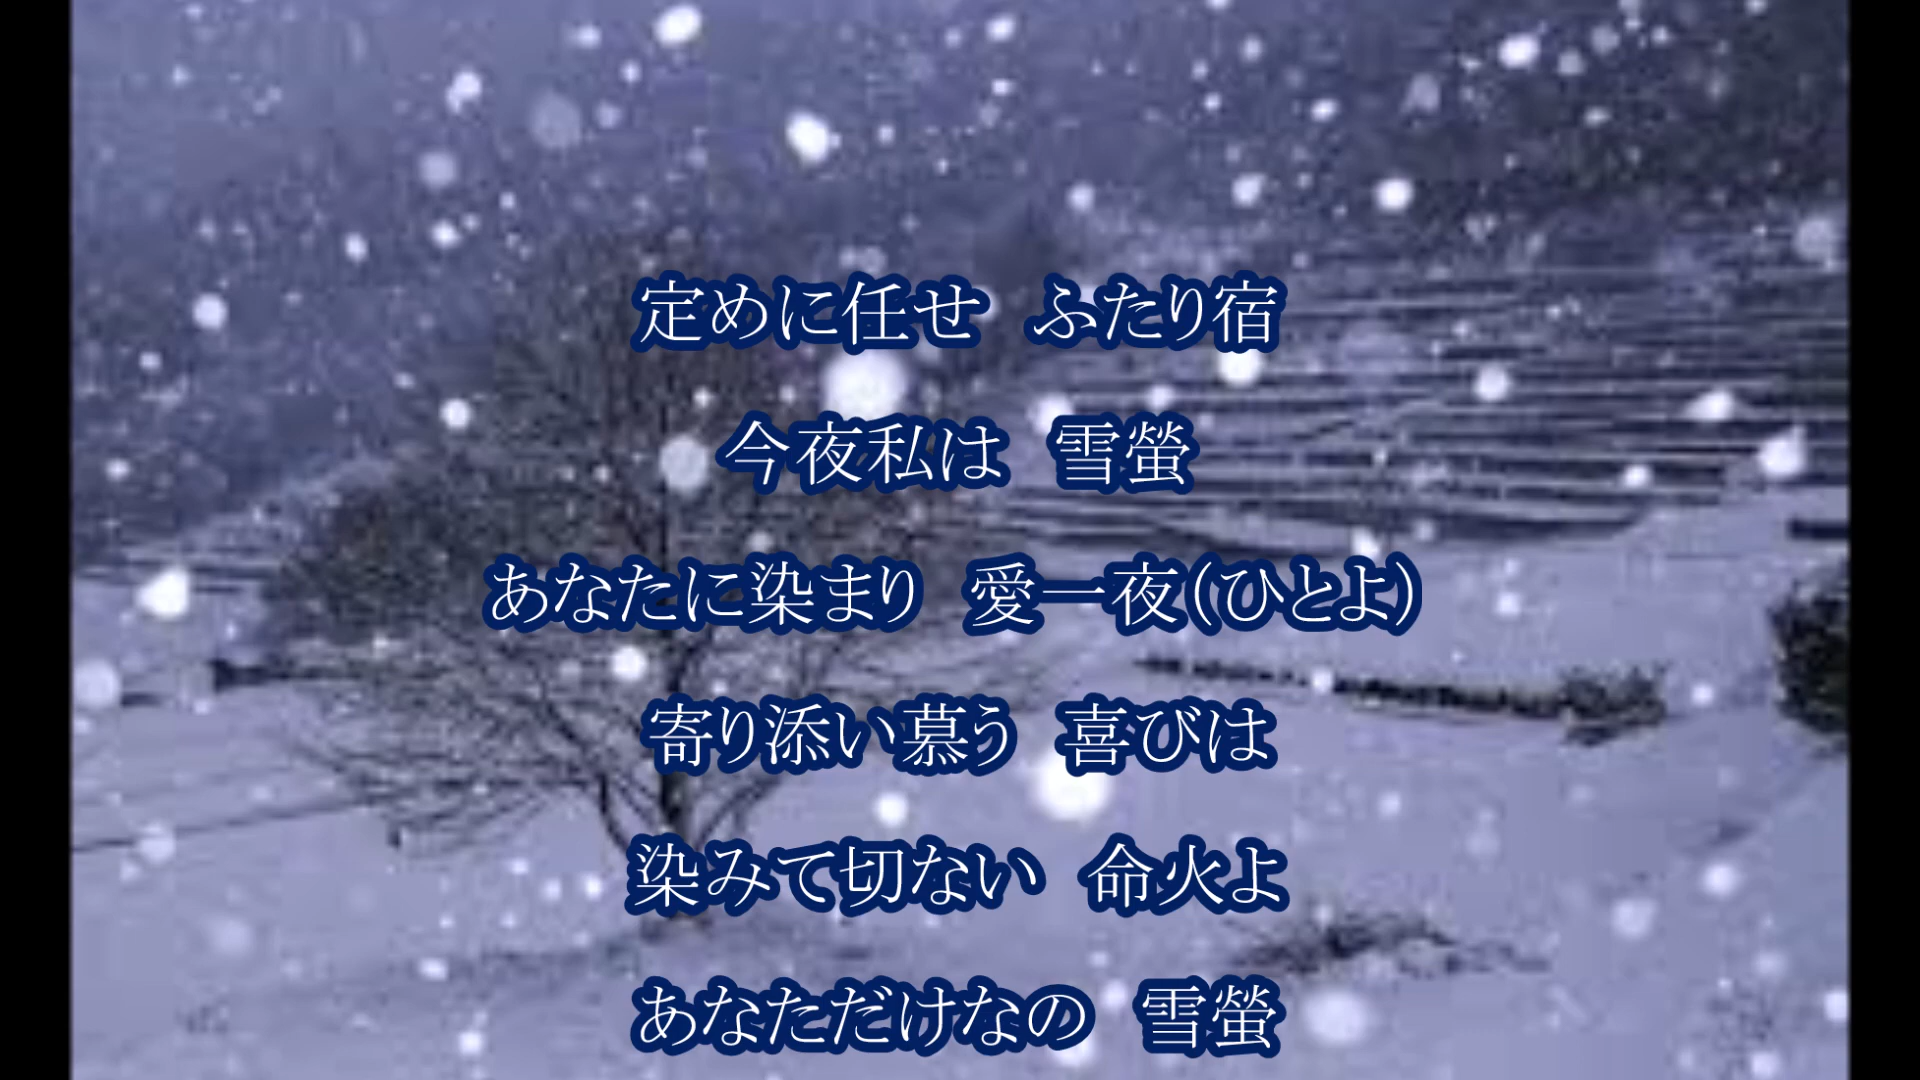 定めに任せ　ふたり宿
今夜私は　雪螢
あなたに染まり　愛一夜（ひとよ）
寄り添い慕う　喜びは
染みて切ない　命火よ
あなただけなの　雪螢